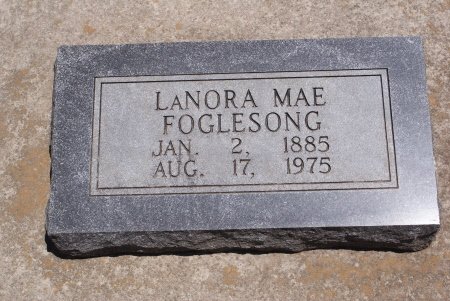 LaNORA MAE
FOGLESONG
JAN. 2, 1885
AUG. 17, 1975